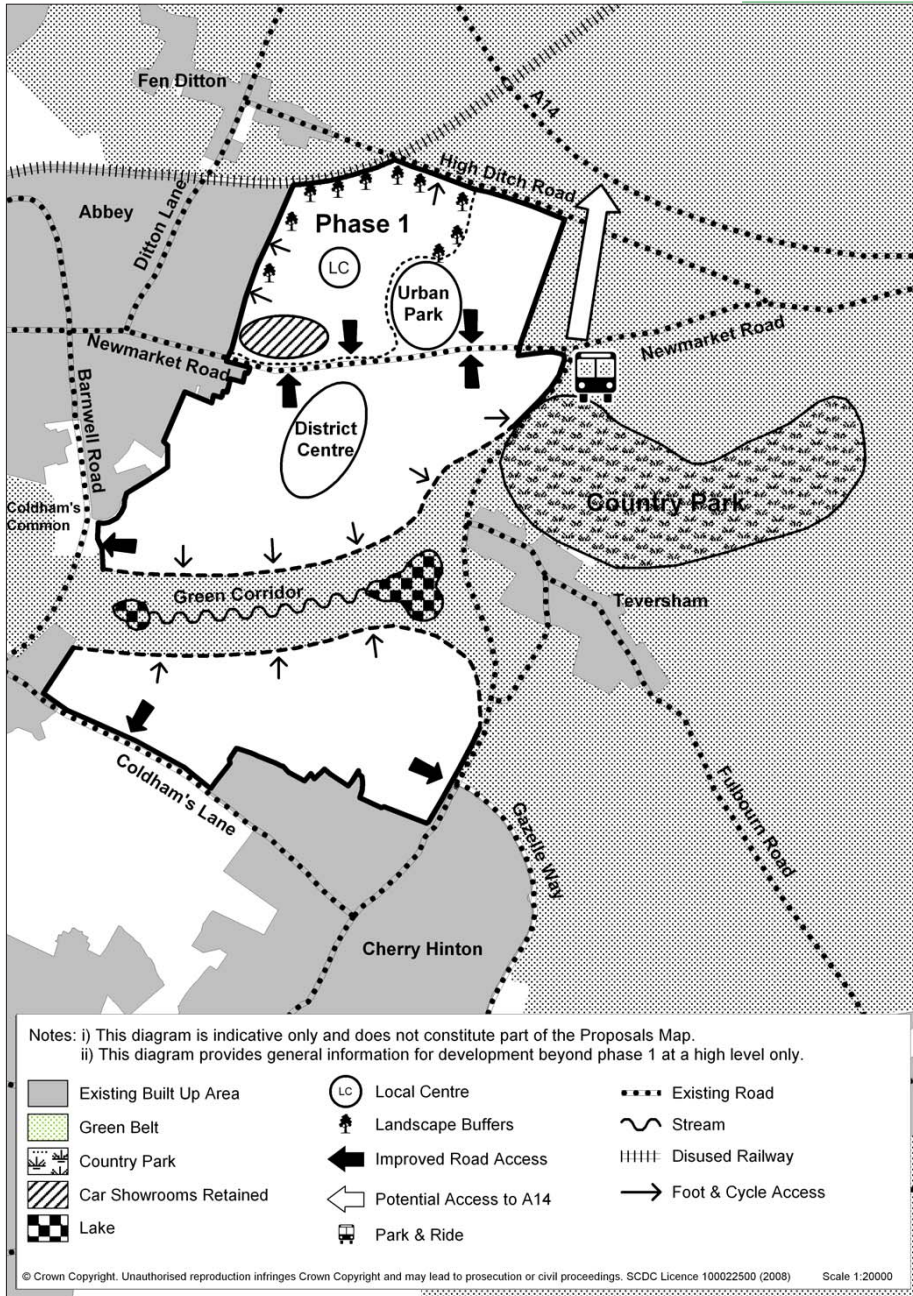 Fen Ditton
A14
High Ditch Road
Abbey
Ditton Lane
Phase 1
LC
Urban
Park
Newmarket Road
Newmarket Road
Barnwell Road
District
Centre
Coldham's
Common
Country Park
Green Corridor
Teversham
Coldham's Lane
Gazelle Way
Fulbourn Road
Cherry Hinton
Notes: i) This diagram is indicative only and does not constitute part of the Proposals Map.
ii) This diagram provides general information for development beyond phase 1 at a high level only.
Existing Built Up Area
Green Belt
Country Park
Car Showrooms Retained
Lake
LC Local Centre
Landscape Buffers
Improved Road Access
Potential Access to A14
Park & Ride
Existing Road
Stream
Disused Railway
Foot & Cycle Access
© Crown Copyright. Unauthorised reproduction infringes Crown Copyright and may lead to prosecution or civil proceedings. SCDC Licence 100022500 (2008) Scale 1:20000